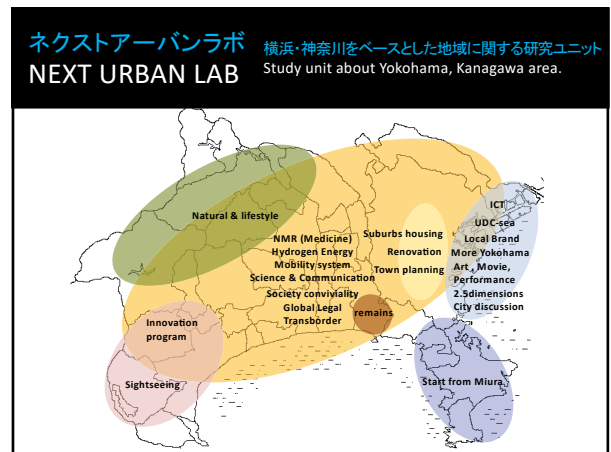 ネクストアーバンラボ
横浜・神奈川をベースとした地域に関する研究ユニット
NEXT URBAN LAB
Study unit about Yokohama, Kanagawa area.
Natural & lifestyle
NMR (Medicine)
Hydrogen Energy
Mobility system
Science & Communication
Society conviviality
Global Legal
Transborder
remains
Suburbs housing
Renovation
Town planning
ICT
UDC-sea
Local Brand
More Yokohama
Art , Movie,
Performance
2.5dimensions
City discussion
Innovation
program
Sightseeing
Start from Miura